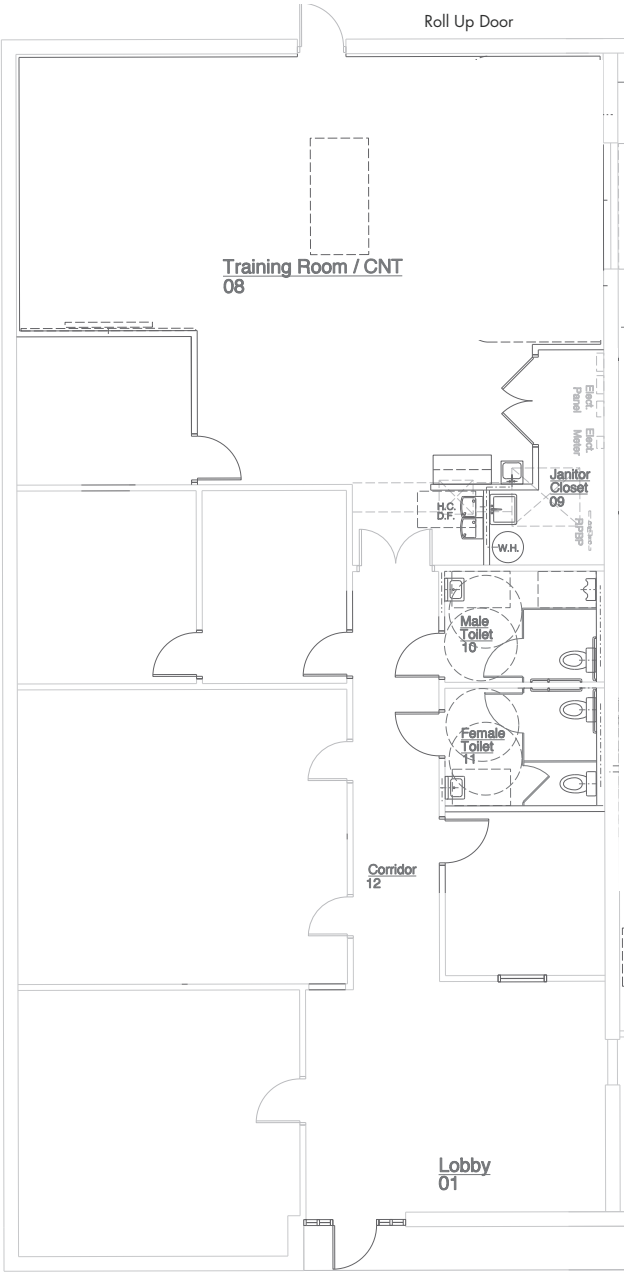 Roll Up Door
Training Room / CNT
08
Elect.
Panel
Elect.
Meter
Janitor
Closet
09
H.C.
D.F.
RPBP
W.H.
Male
Toilet
10
Female
Toilet
11
Corridor
12
Lobby
01